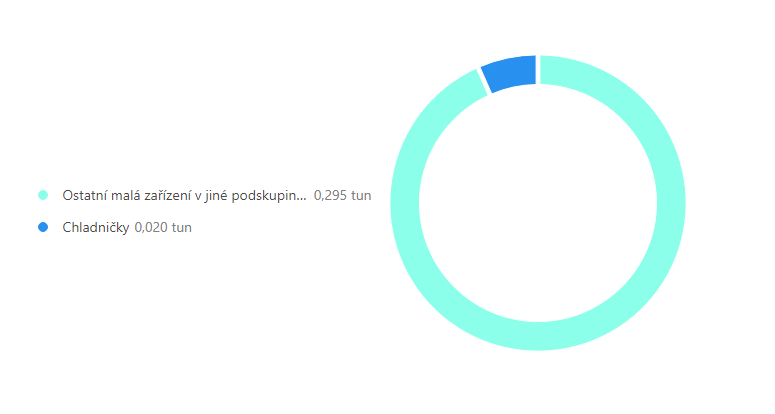 Ostatní malá zařízení v jiné podskupin... 0,295 tun
Chladničky 0,020 tun